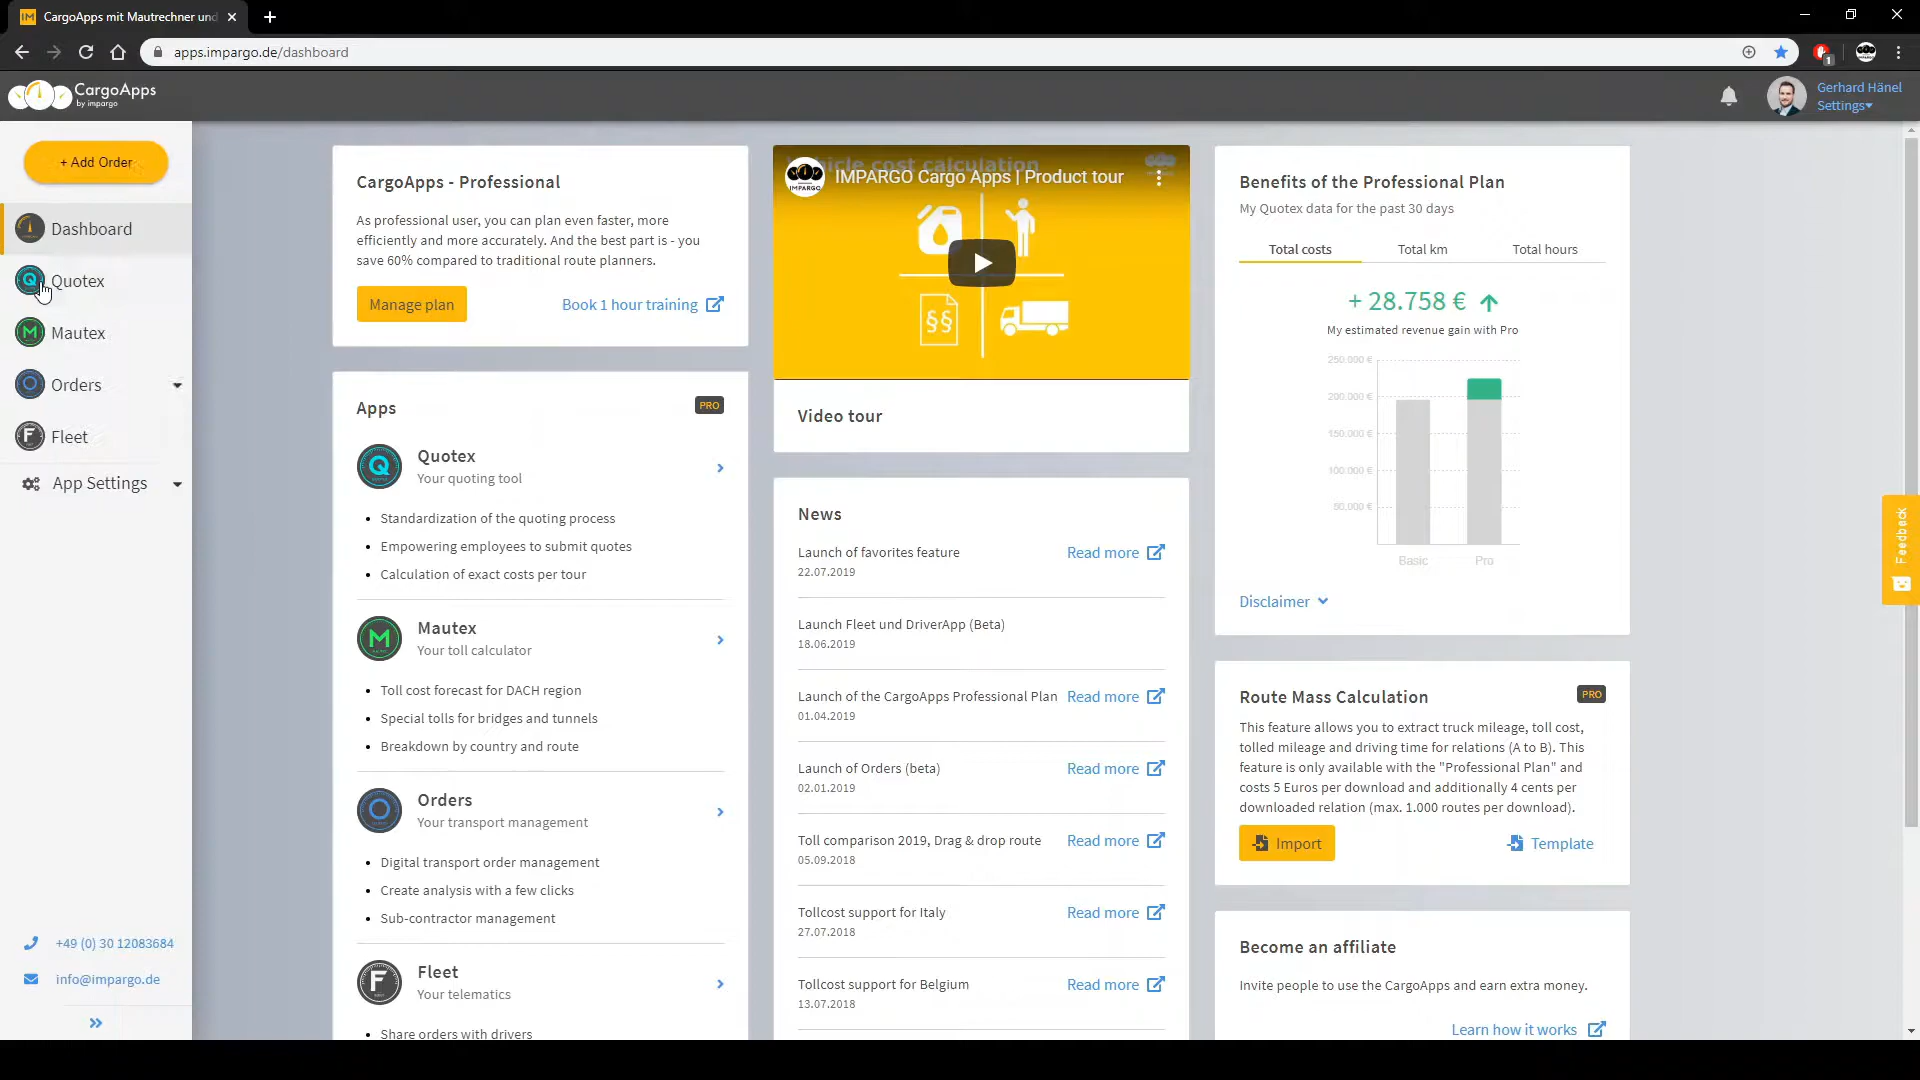 CargoApps mit Mautrechner und
apps.impargo.de/dashboard
1
CargoApps
by impargo
Gerhard Hänel
Settings
+ Add Order
Dashboard
Quotex
Mautex
Orders
Fleet
App Settings
+49 (0) 30 12083684
info@impargo.de
CargoApps - Professional
As professional user, you can plan even faster, more
efficiently and more accurately. And the best part is - you
save 60% compared to traditional route planners.
Manage plan
Book 1 hour training
Apps
PRO
Quotex
Your quoting tool
Standardization of the quoting process
Empowering employees to submit quotes
Calculation of exact costs per tour
Mautex
Your toll calculator
Toll cost forecast for DACH region
Special tolls for bridges and tunnels
Breakdown by country and route
Orders
Your transport management
Digital transport order management
Create analysis with a few clicks
Sub-contractor management
Fleet
Your telematics
Share orders with drivers
cost calculation
IMPARGO
IMPARGO Cargo Apps | Product tour
§§
Video tour
News
Launch of favorites feature
Read more
22.07.2019
Launch Fleet und DriverApp (Beta)
18.06.2019
Launch of the CargoApps Professional Plan
Read more
01.04.2019
Launch of Orders (beta)
Read more
02.01.2019
Toll comparison 2019, Drag & drop route
Read more
05.09.2018
Tollcost support for Italy
Read more
27.07.2018
Tollcost support for Belgium
Read more
13.07.2018
Benefits of the Professional Plan
My Quotex data for the past 30 days
Total costs
Total km
Total hours
+ 28.758 €
My estimated revenue gain with Pro
250.000 €
200.000 €
150.000 €
100.000 €
50.000 €
Basic
Pro
Disclaimer
Route Mass Calculation
PRO
This feature allows you to extract truck mileage, toll cost,
tolled mileage and driving time for relations (A to B). This
feature is only available with the "Professional Plan" and
costs 5 Euros per download and additionally 4 cents per
downloaded relation (max. 1.000 routes per download).
Import
Template
Become an affiliate
Invite people to use the CargoApps and earn extra money.
Learn how it works
Feedback